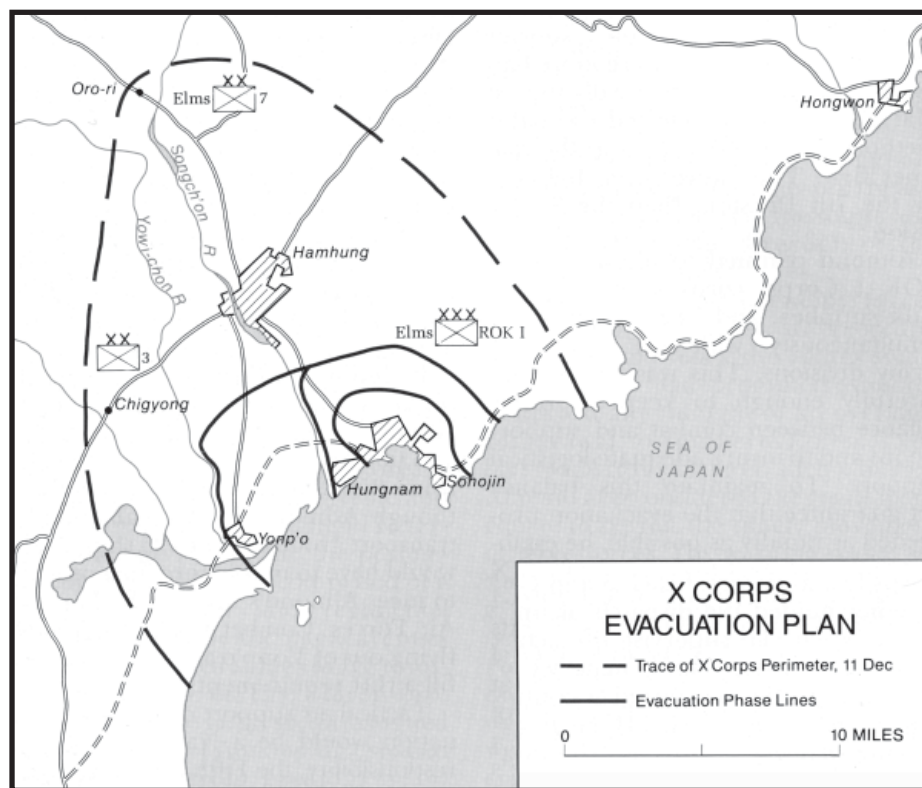 Oro-ri
XX
Elms 7
Hongwon
Songch'on R
Yowi-chon R
Hamhung
XXX
Elms ROK I
XX
3
Chigyong
SEA OF
JAPAN
Hungnam
Sohojin
Yonp'o
X CORPS
EVACUATION PLAN
Trace of X Corps Perimeter, 11 Dec
Evacuation Phase Lines
0 10 MILES